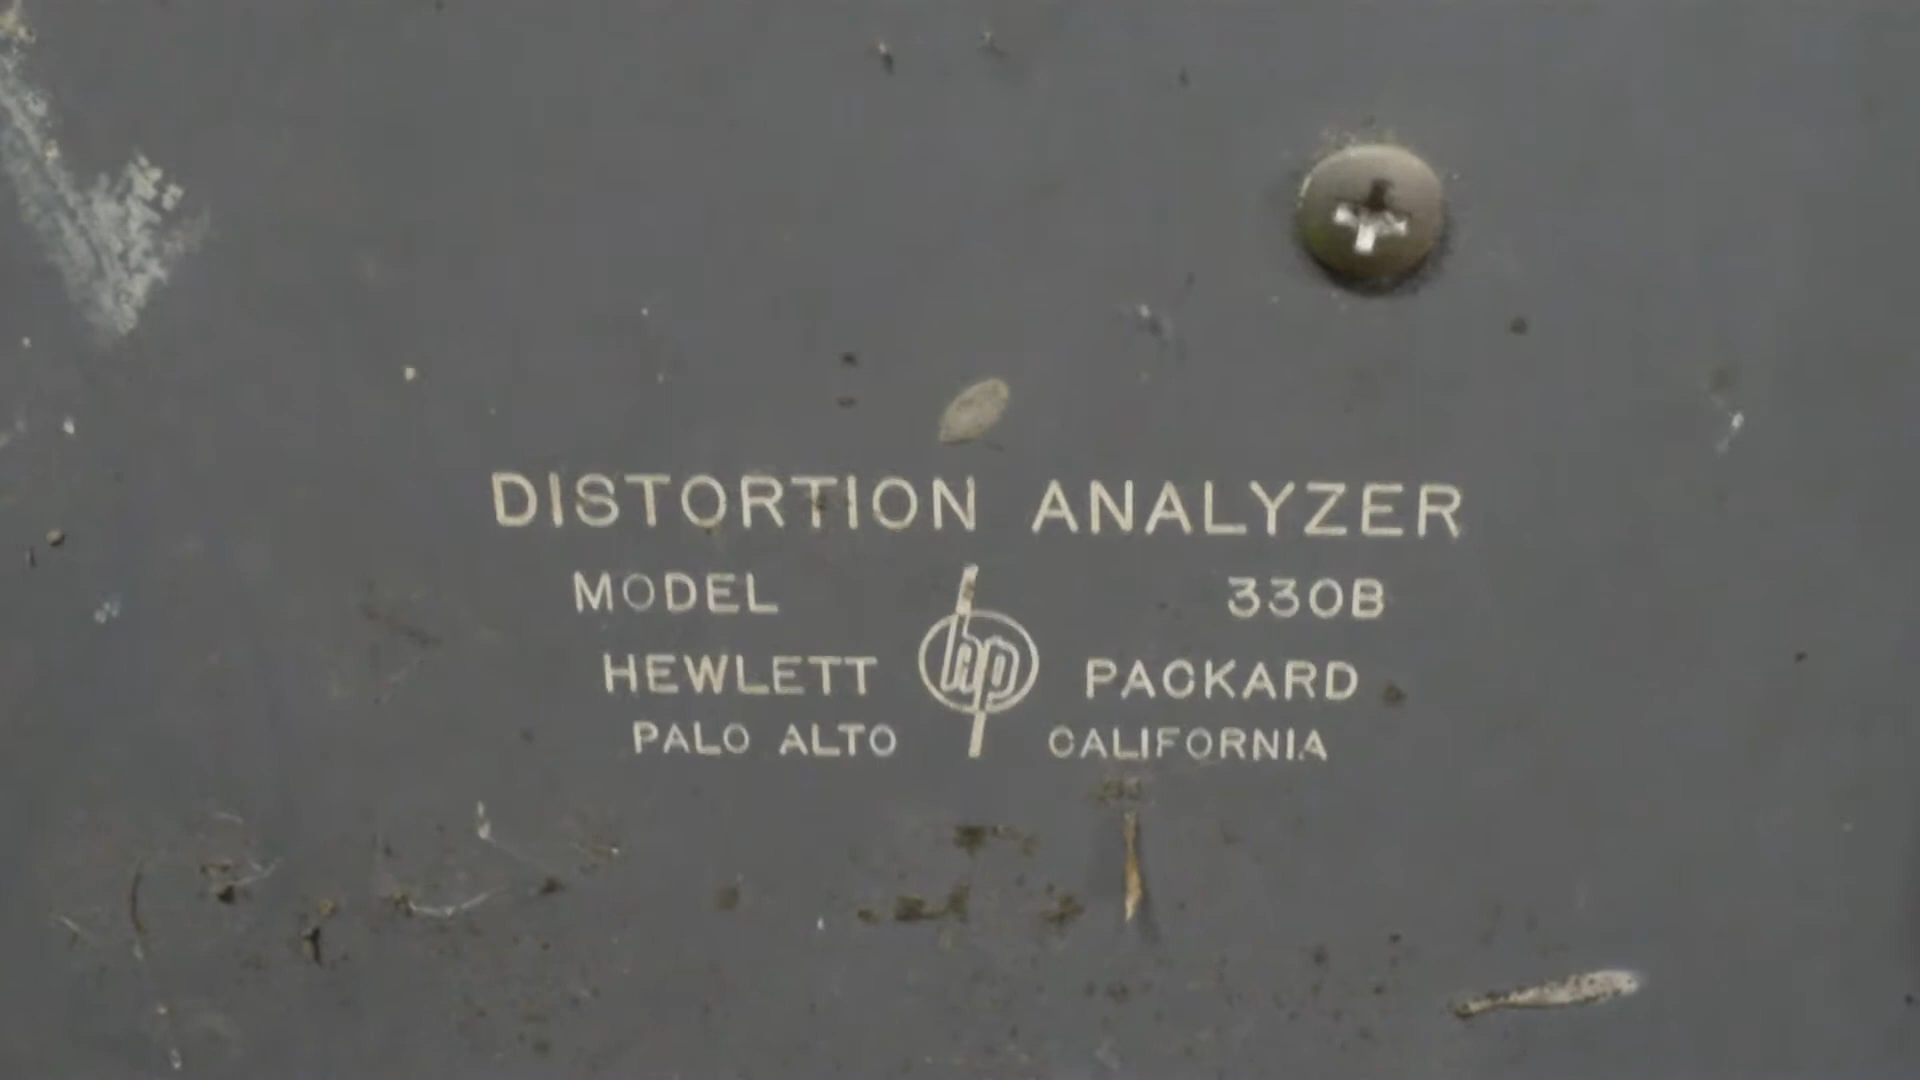 DISTORTION ANALYZER
MODEL 330B
HEWLETT hp PACKARD
PALO ALTO CALIFORNIA